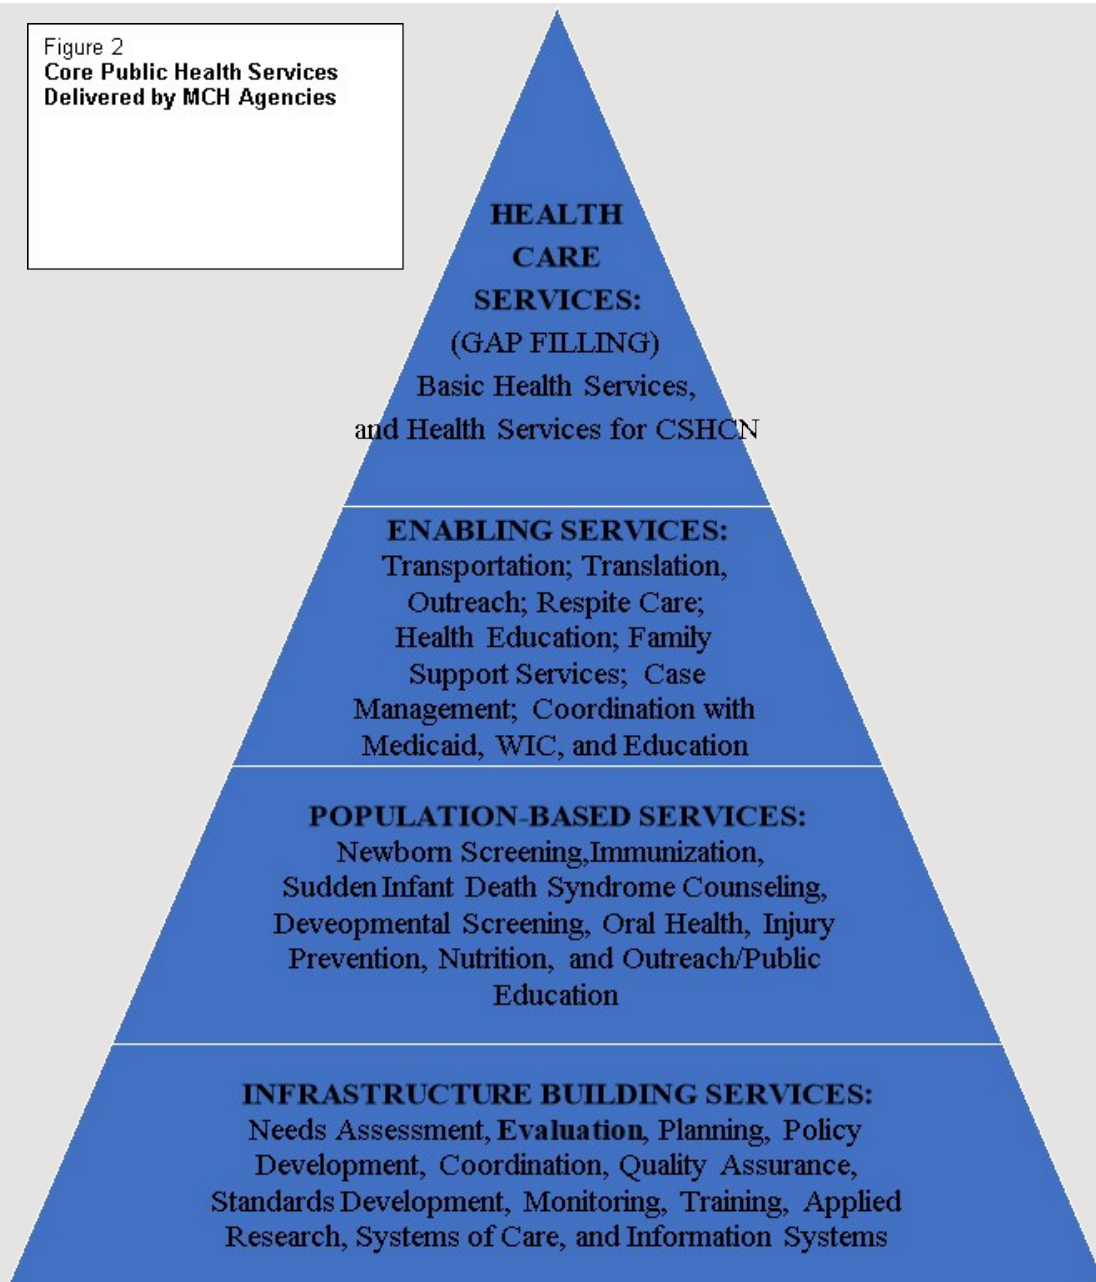 Figure 2
Core Public Health Services
Delivered by MCH Agencies
HEALTH
CARE
SERVICES:
(GAP FILLING)
Basic Health Services,
and Health Services for CSHCN
ENABLING SERVICES:
Transportation; Translation,
Outreach; Respite Care;
Health Education; Family
Support Services; Case
Management; Coordination with
Medicaid, WIC, and Education
POPULATION-BASED SERVICES:
Newborn Screening,Immunization,
Sudden Infant Death Syndrome Counseling,
Deveopmental Screening, Oral Health, Injury
Prevention, Nutrition, and Outreach/Public
Education
INFRASTRUCTURE BUILDING SERVICES:
Needs Assessment, Evaluation, Planning, Policy
Development, Coordination, Quality Assurance,
Standards Development, Monitoring, Training, Applied
Research, Systems of Care, and Information Systems